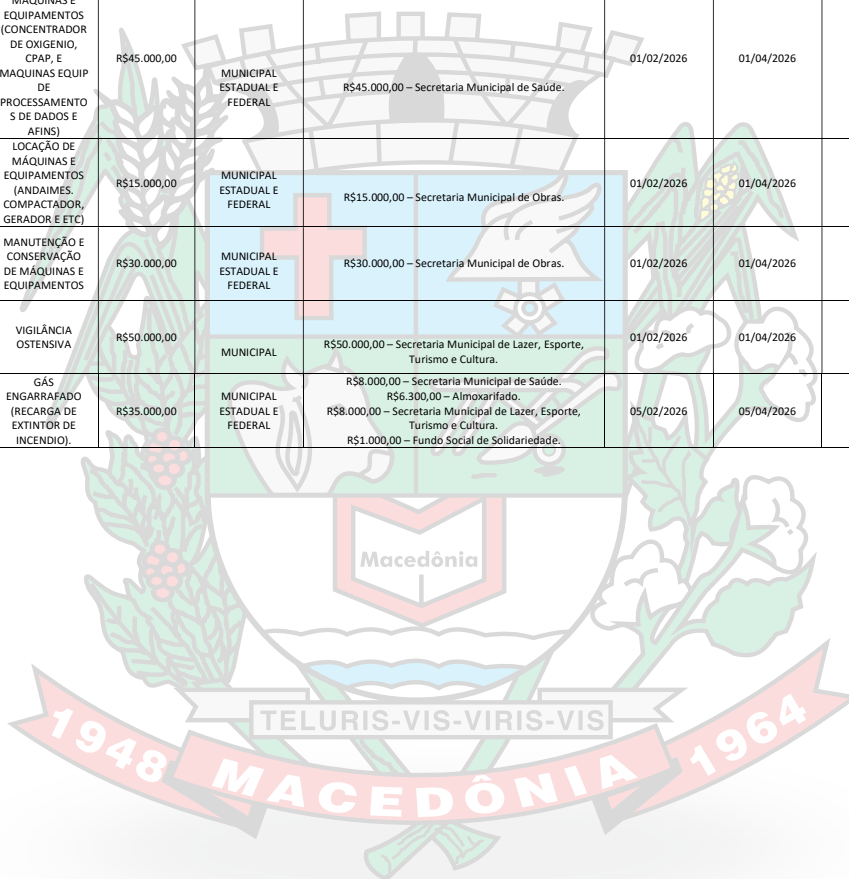 MÁQUINAS E
EQUIPAMENTOS
(CONCENTRADOR
DE OXIGENIO,
CPAP, E
MAQUINAS EQUIP
DE
PROCESSAMENTO
S DE DADOS E
AFINS)
R$45.000,00
MUNICIPAL
ESTADUAL E
FEDERAL
R$45.000,00 – Secretaria Municipal de Saúde.
01/02/2026
01/04/2026
LOCAÇÃO DE
MÁQUINAS E
EQUIPAMENTOS
(ANDAIMES.
COMPACTADOR,
GERADOR E ETC)
R$15.000,00
MUNICIPAL
ESTADUAL E
FEDERAL
R$15.000,00 – Secretaria Municipal de Obras.
01/02/2026
01/04/2026
MANUTENÇÃO E
CONSERVAÇÃO
DE MÁQUINAS E
EQUIPAMENTOS
R$30.000,00
MUNICIPAL
ESTADUAL E
FEDERAL
R$30.000,00 – Secretaria Municipal de Obras.
01/02/2026
01/04/2026
VIGILÂNCIA
OSTENSIVA
R$50.000,00
MUNICIPAL
R$50.000,00 – Secretaria Municipal de Lazer, Esporte,
Turismo e Cultura.
01/02/2026
01/04/2026
GÁS
ENGARRAFADO
(RECARGA DE
EXTINTOR DE
INCENDIO).
R$35.000,00
MUNICIPAL
ESTADUAL E
FEDERAL
R$8.000,00 – Secretaria Municipal de Saúde.
R$6.300,00 – Almoxarifado.
R$8.000,00 – Secretaria Municipal de Lazer, Esporte,
Turismo e Cultura.
R$1.000,00 – Fundo Social de Solidariedade.
05/02/2026
05/04/2026
Macedônia
TELURIS-VIS-VIRIS-VIS
1948
MACEDÔNIA
1964